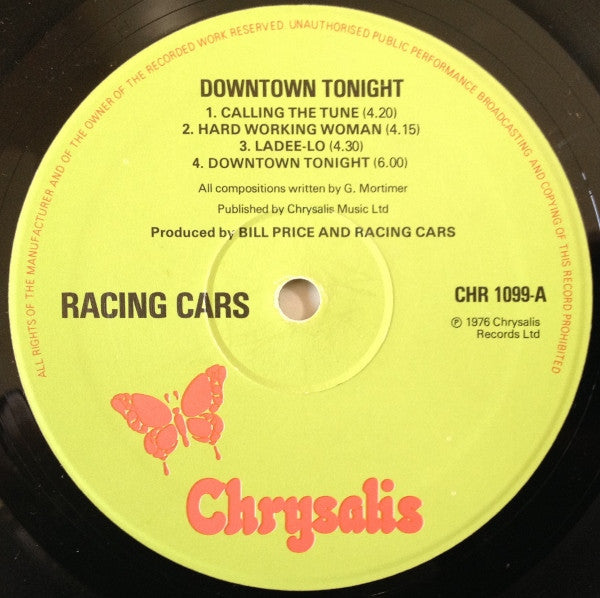 ALL RIGHTS OF THE MANUFACTURER AND OF THE OWNER OF THE RECORDED WORK RESERVED. UNAUTHORISED PUBLIC PERFORMANCE BROADCASTING AND COPYING OF THIS RECORD PROHIBITED
DOWNTOWN TONIGHT
1. CALLING THE TUNE (4.20)
2. HARD WORKING WOMAN (4.15)
3. LADEE-LO (4.30)
4. DOWNTOWN TONIGHT (6.00)
All compositions written by G. Mortimer
Published by Chrysalis Music Ltd
Produced by BILL PRICE AND RACING CARS
RACING CARS
CHR 1099-A
℗ 1976 Chrysalis
Records Ltd
Chrysalis